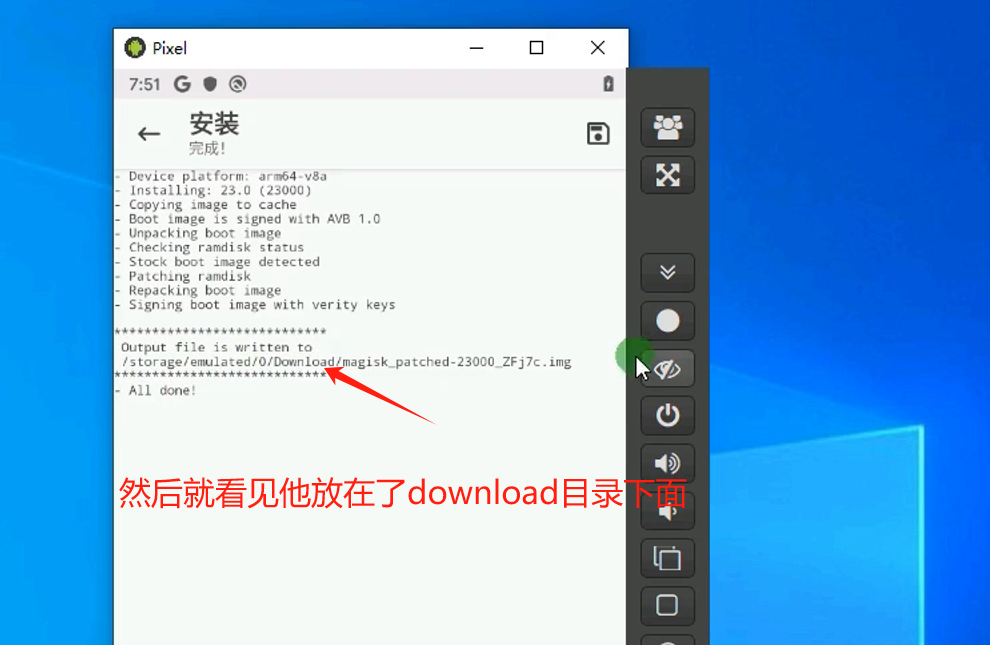 Pixel
7:51
安装
完成!
- Device platform: arm64-v8a
- Installing: 23.0 (23000)
- Copying image to cache
- Boot image is signed with AVB 1.0
- Unpacking boot image
- Checking ramdisk status
- Stock boot image detected
- Patching ramdisk
- Repacking boot image
- Signing boot image with verity keys
****************************
Output file is written to
/storage/emulated/0/Download/magisk_patched-23000_ZFj7c.img
****************************
- All done!
然后就看见他放在了download目录下面